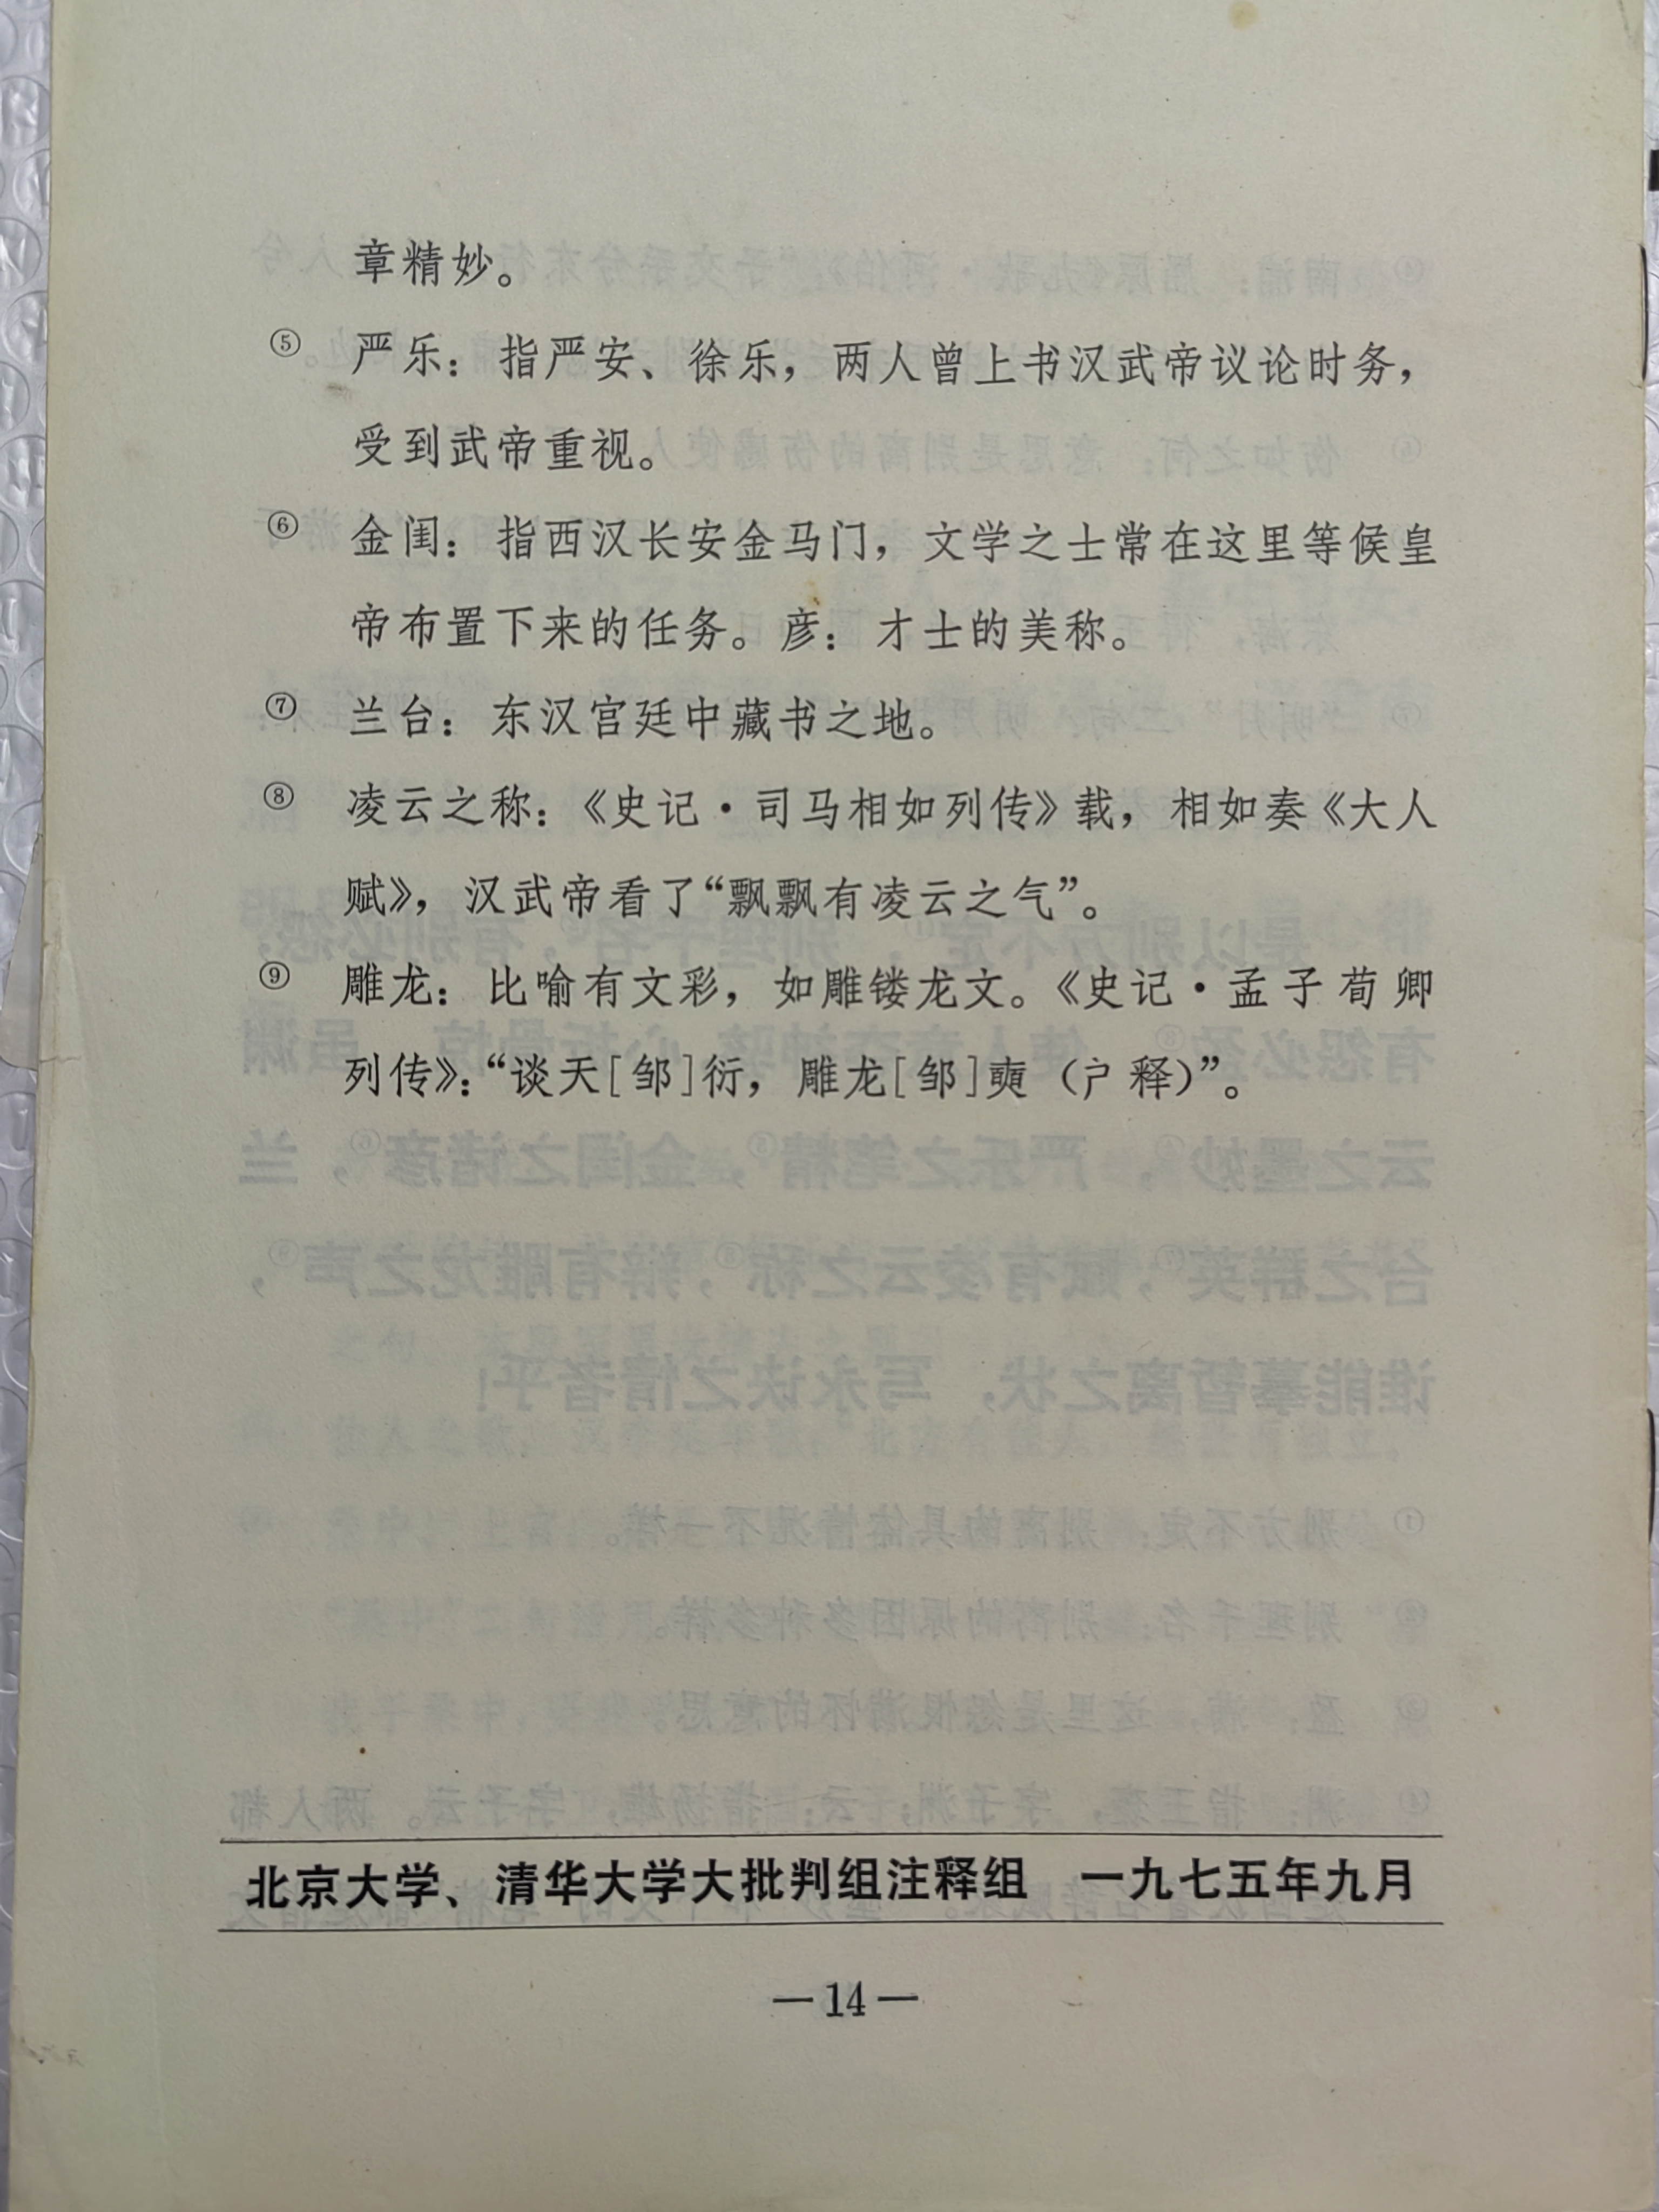 章精妙。
⑤ 严乐：指严安、徐乐，两人曾上书汉武帝议论时务，
受到武帝重视。
⑥ 金闺：指西汉长安金马门，文学之士常在这里等候皇
帝布置下来的任务。彦：才士的美称。
⑦ 兰台：东汉宫廷中藏书之地。
⑧ 凌云之称：《史记·司马相如列传》载，相如奏《大人
赋》，汉武帝看了“飘飘有凌云之气”。
⑨ 雕龙：比喻有文彩，如雕镂龙文。《史记·孟子荀卿
列传》：“谈天[邹]衍，雕龙[邹]奭（ㄕ释）”。
北京大学、清华大学大批判组注释组 一九七五年九月
—14—